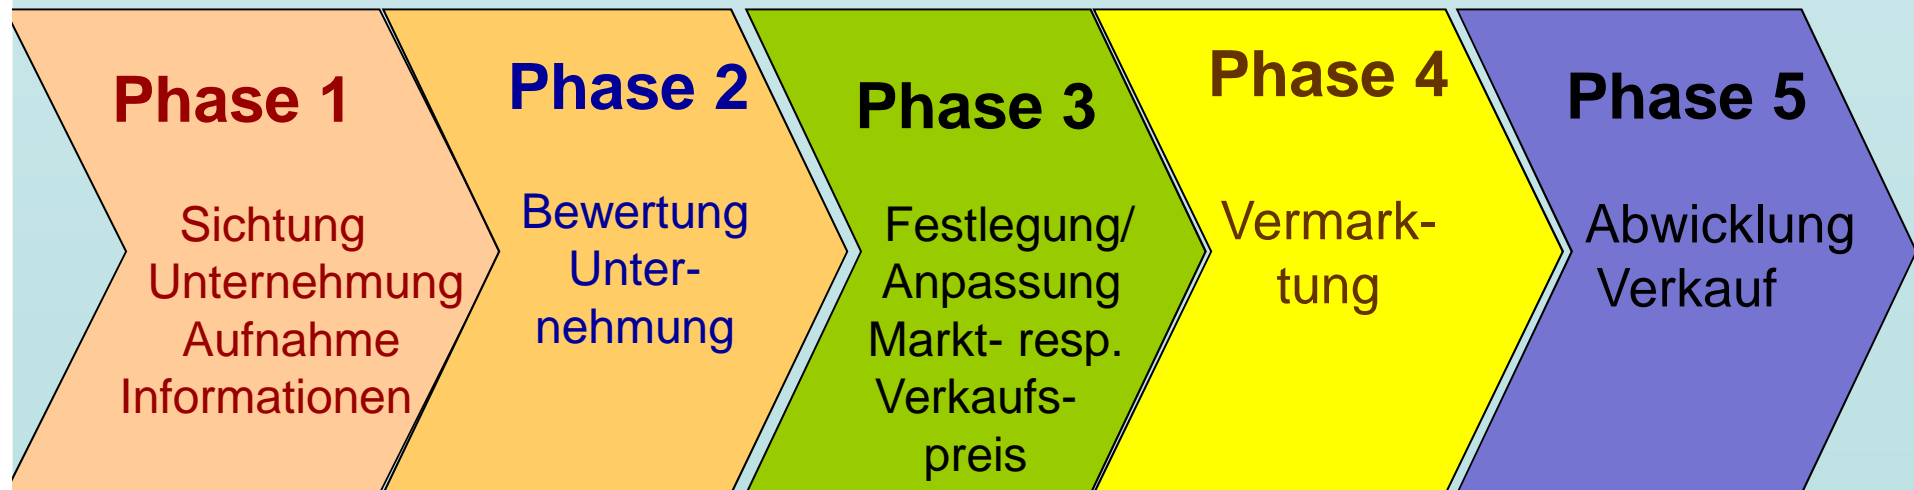 Phase 1
Sichtung
Unternehmung
Aufnahme
Informationen
Phase 2
Bewertung
Unter-
nehmung
Phase 3
Festlegung/
Anpassung
Markt- resp.
Verkaufs-
preis
Phase 4
Vermark-
tung
Phase 5
Abwicklung
Verkauf